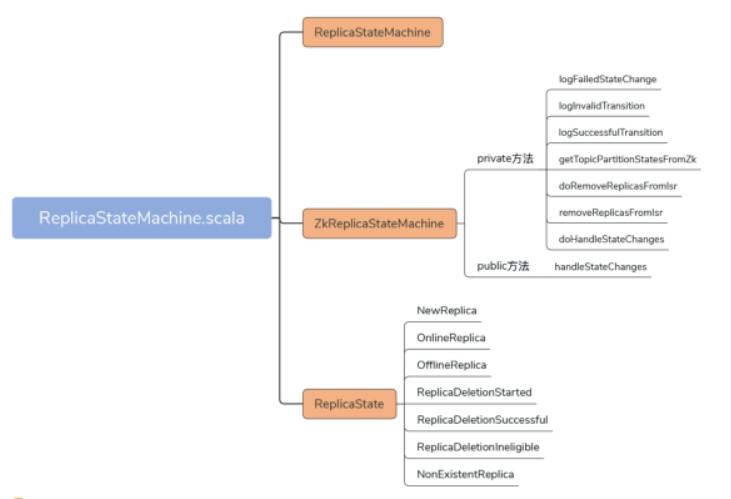 ReplicaStateMachine.scala
ReplicaStateMachine
ZkReplicaStateMachine
private方法
logFailedStateChange
logInvalidTransition
logSuccessfulTransition
getTopicPartitionStatesFromZk
doRemoveReplicasFromIsr
removeReplicasFromIsr
doHandleStateChanges
public方法
handleStateChanges
ReplicaState
NewReplica
OnlineReplica
OfflineReplica
ReplicaDeletionStarted
ReplicaDeletionSuccessful
ReplicaDeletionIneligible
NonExistentReplica